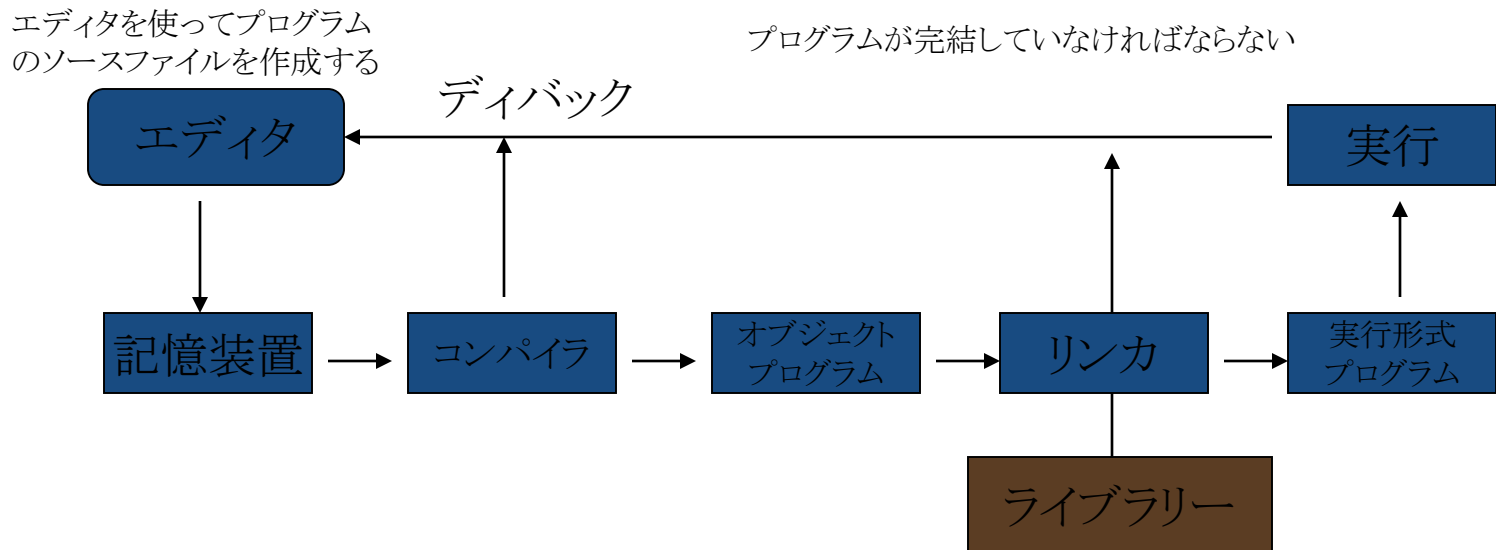 エディタを使ってプログラム
のソースファイルを作成する
プログラムが完結していなければならない
ディバック
エディタ
実行
記憶装置
コンパイラ
オブジェクト
プログラム
リンカ
実行形式
プログラム
ライブラリー